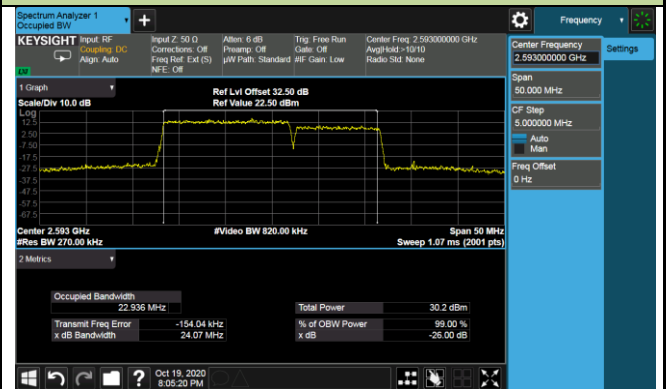 Spectrum Analyzer 1
Occupied BW
Frequency
KEYSIGHT
Input: RF
Coupling: DC
Align: Auto
Input Z: 50 Ω
Corrections: Off
Freq Ref: Ext (S)
NFE: Off
Atten: 6 dB
Preamp: Off
µW Path: Standard
Trig: Free Run
Gate: Off
#IF Gain: Low
Center Freq: 2.593000000 GHz
Avg|Hold:>10/10
Radio Std: None
LXI
Center Frequency
2.593000000 GHz
Settings
Span
50.000 MHz
CF Step
5.000000 MHz
Auto
Man
Freq Offset
0 Hz
1 Graph
Scale/Div 10.0 dB
Ref Lvl Offset 32.50 dB
Ref Value 22.50 dBm
Log
12.5
2.50
-7.50
-17.5
-27.5
-37.5
-47.5
-57.5
-67.5
Center 2.593 GHz
#Res BW 270.00 kHz
#Video BW 820.00 kHz
Span 50 MHz
Sweep 1.07 ms (2001 pts)
2 Metrics
Occupied Bandwidth
22.936 MHz
Total Power 30.2 dBm
Transmit Freq Error -154.04 kHz
% of OBW Power 99.00 %
x dB Bandwidth 24.07 MHz
x dB -26.00 dB
?
Oct 19, 2020
8:05:20 PM